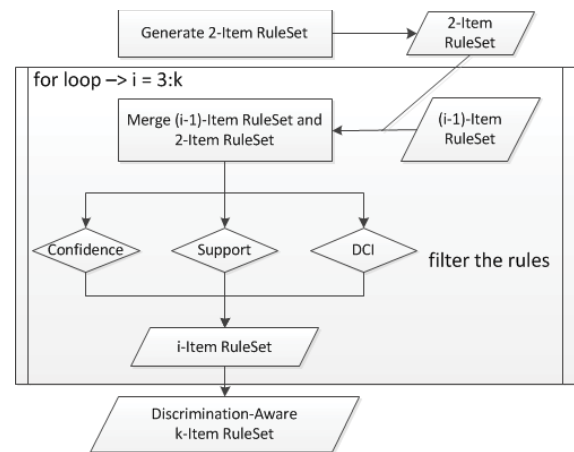 Generate 2-Item RuleSet
2-Item
RuleSet
for loop –> i = 3:k
Merge (i-1)-Item RuleSet and
2-Item RuleSet
(i-1)-Item
RuleSet
Confidence
Support
DCI
filter the rules
i-Item RuleSet
Discrimination-Aware
k-Item RuleSet